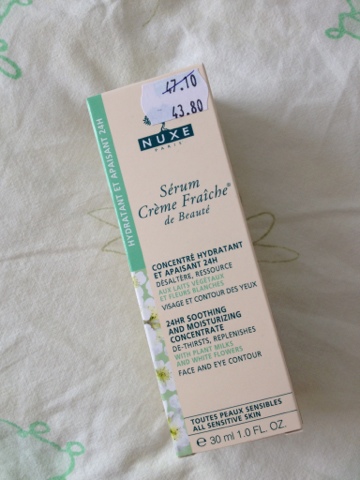 47.10
43.80
NUXE
PARIS
HYDRATANT ET APAISANT 24H
Sérum
Crème Fraîche®
de Beauté
CONCENTRÉ HYDRATANT
ET APAISANT 24H
DÉSALTÈRE, RESSOURCE
AUX LAITS VÉGÉTAUX
ET FLEURS BLANCHES
VISAGE ET CONTOUR DES YEUX
24HR SOOTHING
AND MOISTURIZING
CONCENTRATE
DE-THIRSTS, REPLENISHES
WITH PLANT MILKS
AND WHITE FLOWERS
FACE AND EYE CONTOUR
TOUTES PEAUX SENSIBLES
ALL SENSITIVE SKIN
℮ 30 ml 1.0 FL. OZ.